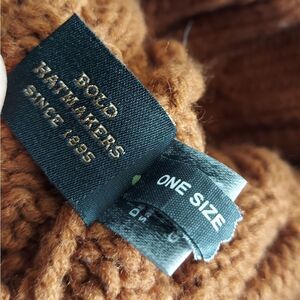 BOLD
HATMAKERS
SINCE 1895
ONE SIZE